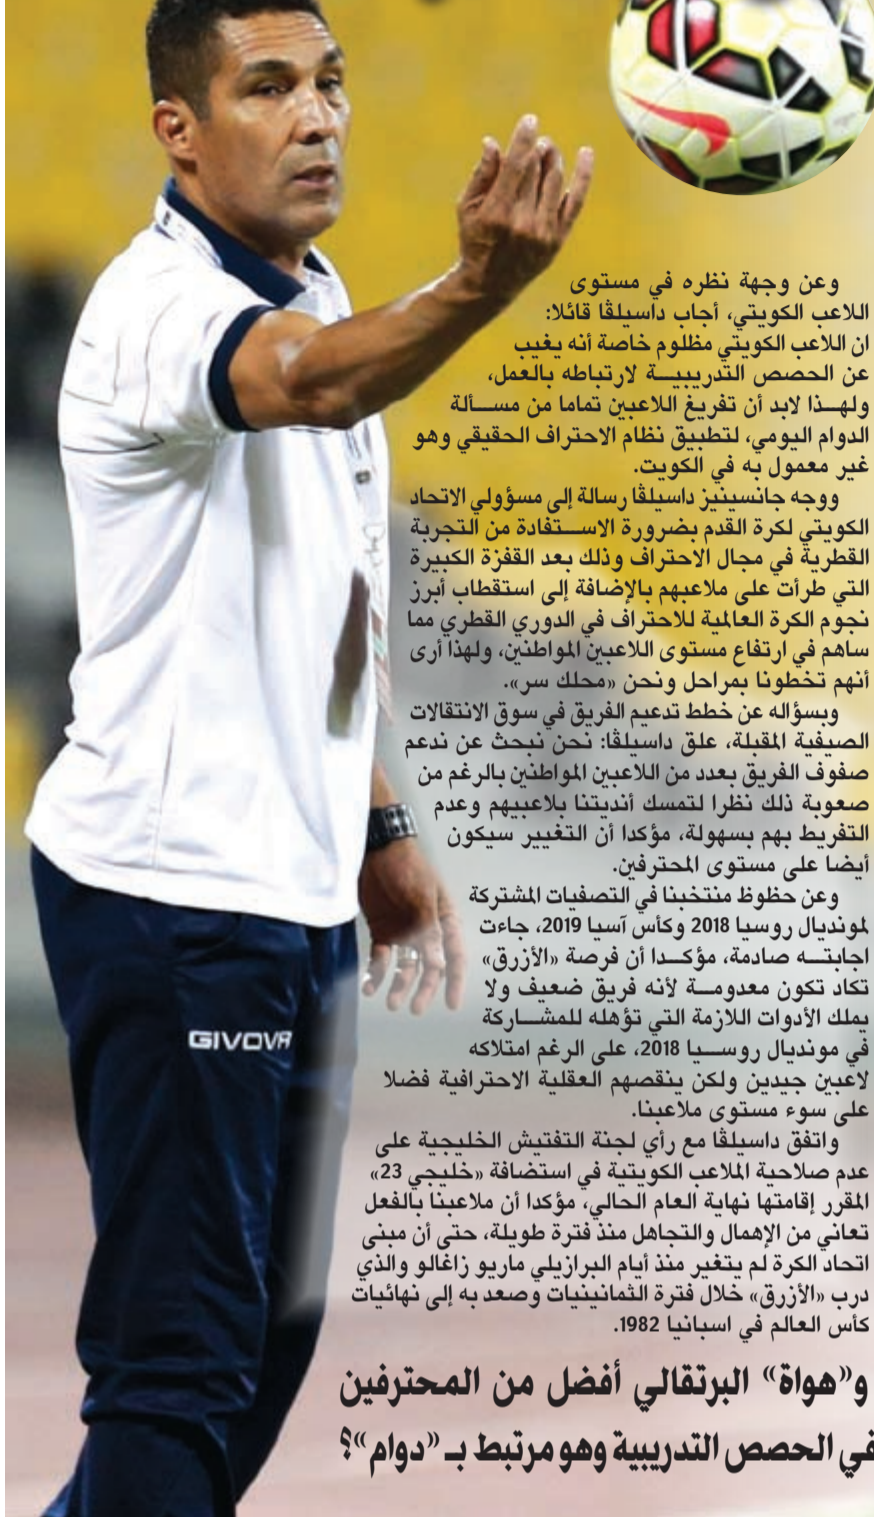 وعن وجهة نظره في مستوى
اللاعب الكويتي، أجاب داسيلڤا قائلا:
ان اللاعب الكويتي مظلوم خاصة أنه يغيب
عن الحصص التدريبية لارتباطه بالعمل،
ولهذا لابد أن تفريغ اللاعبين تماما من مسألة
الدوام اليومي، لتطبيق نظام الاحتراف الحقيقي وهو
غير معمول به في الكويت.
ووجه جانسينيز داسيلڤا رسالة إلى مسؤولي الاتحاد
الكويتي لكرة القدم بضرورة الاستفادة من التجربة
القطرية في مجال الاحتراف وذلك بعد القفزة الكبيرة
التي طرأت على ملاعبهم بالإضافة إلى استقطاب أبرز
نجوم الكرة العالمية للاحتراف في الدوري القطري مما
ساهم في ارتفاع مستوى اللاعبين المواطنين، ولهذا أرى
أنهم تخطونا بمراحل ونحن «محلك سر».
وبسؤاله عن خطط تدعيم الفريق في سوق الانتقالات
الصيفية المقبلة، علق داسيلڤا: نحن نبحث عن ندعم
صفوف الفريق بعدد من اللاعبين المواطنين بالرغم من
صعوبة ذلك نظرا لتمسك أنديتنا بلاعبيهم وعدم
التفريط بهم بسهولة، مؤكدا أن التغيير سيكون
أيضا على مستوى المحترفين.
وعن حظوظ منتخبنا في التصفيات المشتركة
لمونديال روسيا 2018 وكأس آسيا 2019، جاءت
اجابته صادمة، مؤكدا أن فرصة «الأزرق»
تكاد تكون معدومة لأنه فريق ضعيف ولا
يملك الأدوات اللازمة التي تؤهله للمشاركة
في مونديال روسيا 2018، على الرغم امتلاكه
لاعبين جيدين ولكن ينقصهم العقلية الاحترافية فضلا
على سوء مستوى ملاعبنا.
واتفق داسيلڤا مع رأي لجنة التفتيش الخليجية على
عدم صلاحية الملاعب الكويتية في استضافة «خليجي 23»
المقرر إقامتها نهاية العام الحالي، مؤكدا أن ملاعبنا بالفعل
تعاني من الإهمال والتجاهل منذ فترة طويلة، حتى أن مبنى
اتحاد الكرة لم يتغير منذ أيام البرازيلي ماريو زاغالو والذي
درب «الأزرق» خلال فترة الثمانينيات وصعد به إلى نهائيات
كأس العالم في اسبانيا 1982.
GIVOVA
و«هواة» البرتقالي أفضل من المحترفين
في الحصص التدريبية وهو مرتبط بـ «دوام»؟